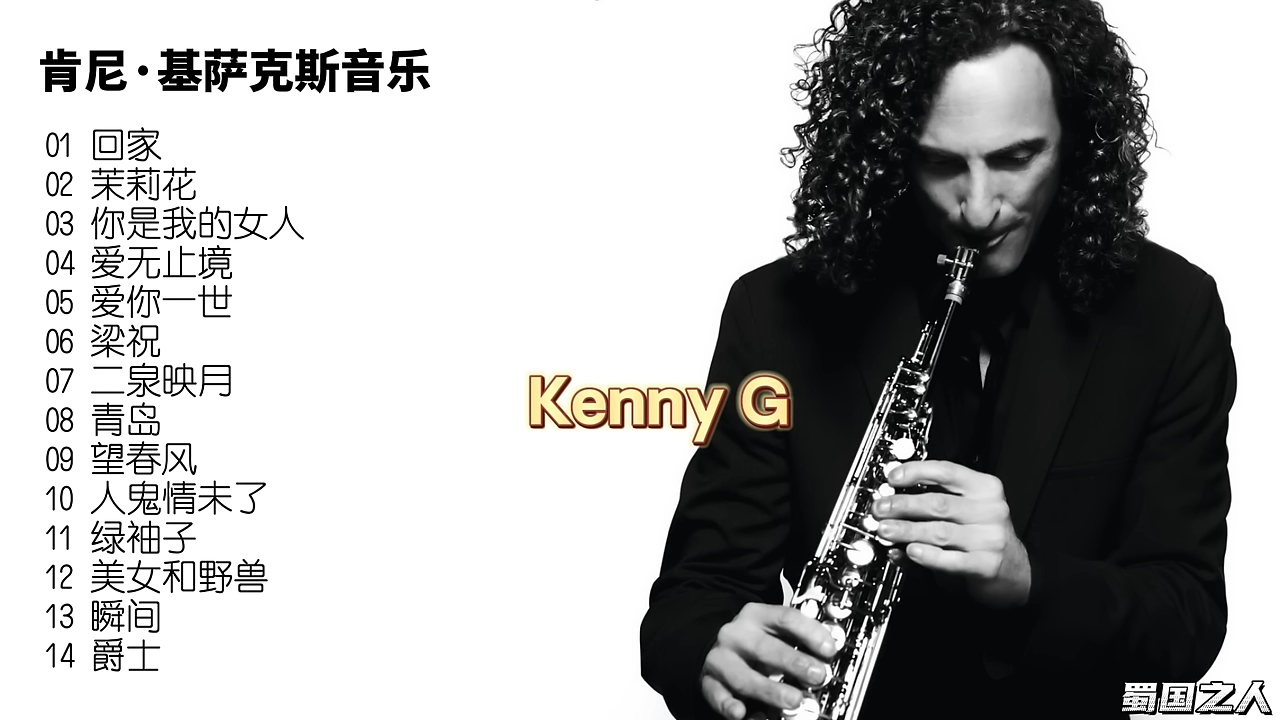 肯尼·基萨克斯音乐
01 回家
02 茉莉花
03 你是我的女人
04 爱无止境
05 爱你一世
06 梁祝
07 二泉映月
08 青岛
09 望春风
10 人鬼情未了
11 绿袖子
12 美女和野兽
13 瞬间
14 爵士
Kenny G
蜀国之人